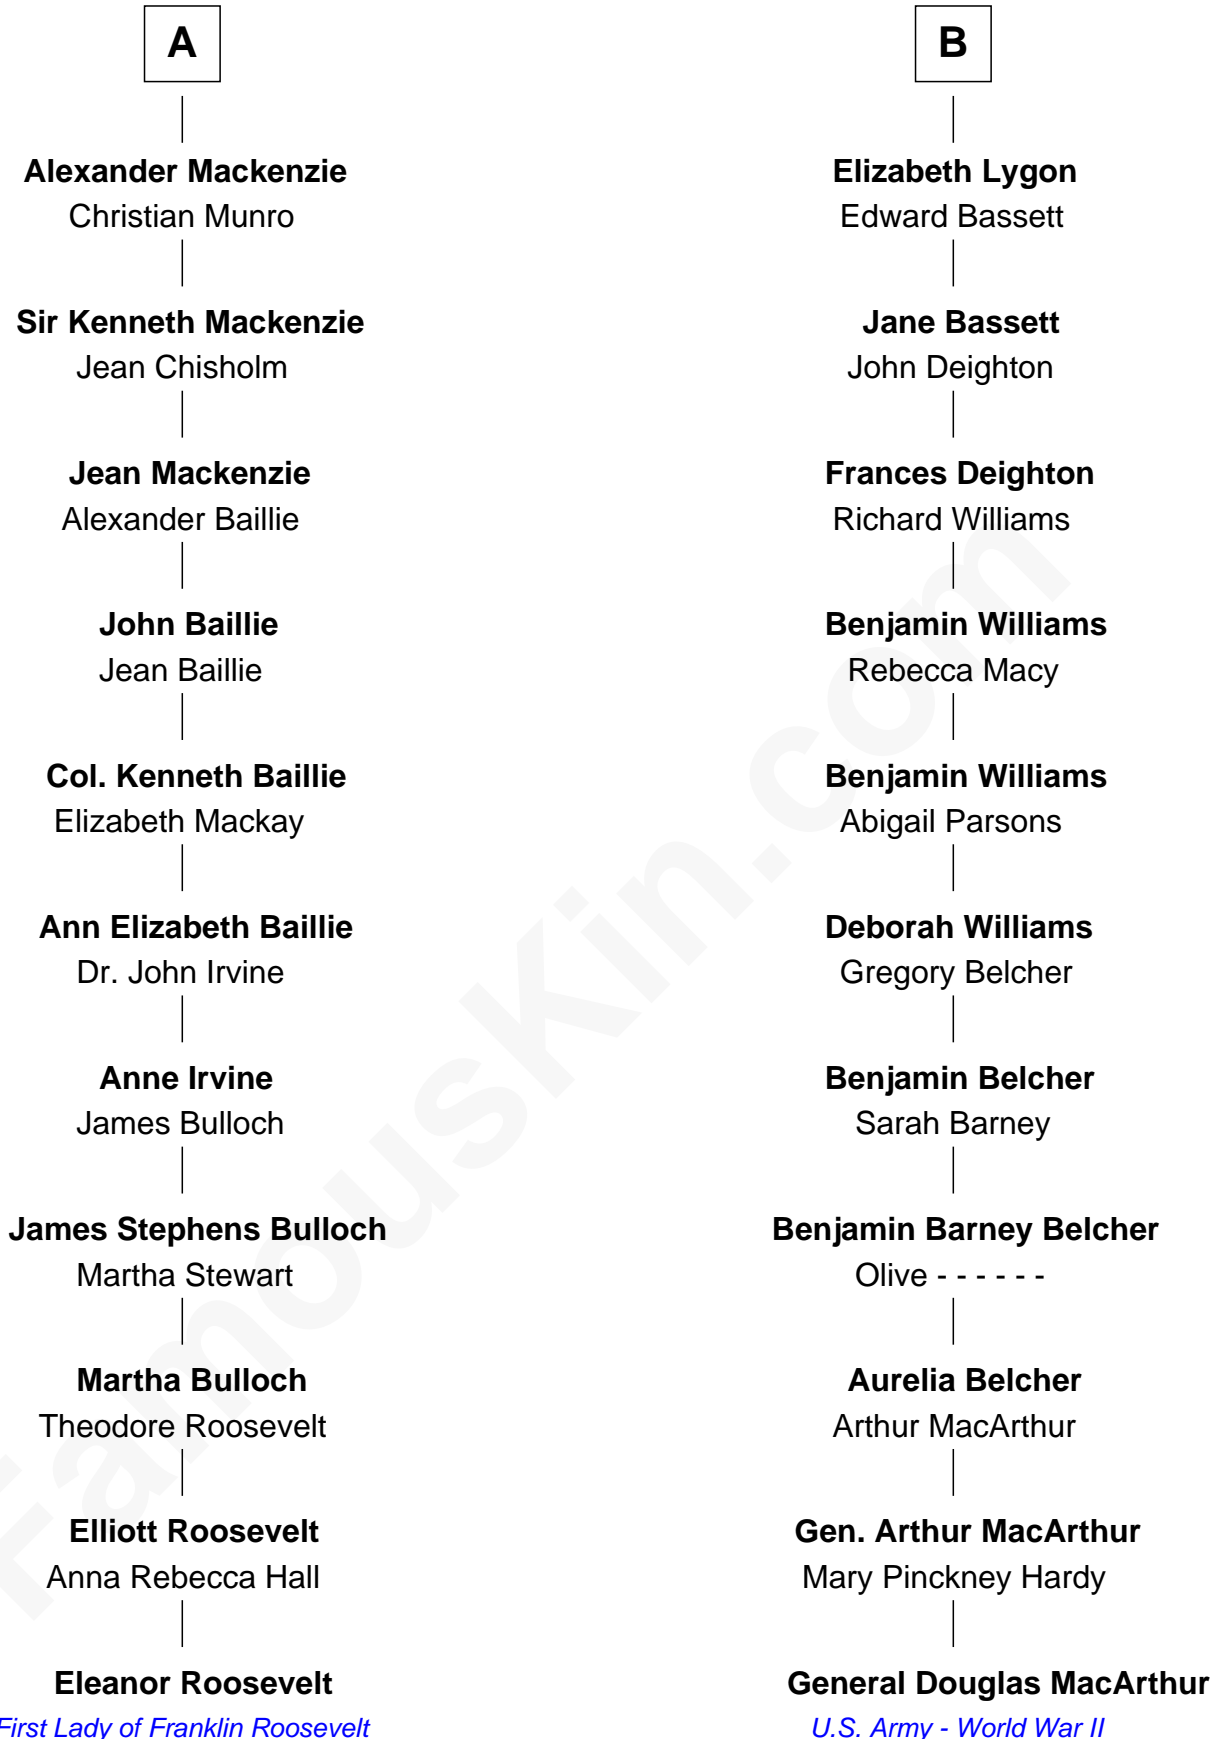 A
Alexander Mackenzie
Christian Munro
Sir Kenneth Mackenzie
Jean Chisholm
Jean Mackenzie
Alexander Baillie
John Baillie
Jean Baillie
Col. Kenneth Baillie
Elizabeth Mackay
Ann Elizabeth Baillie
Dr. John Irvine
Anne Irvine
James Bulloch
James Stephens Bulloch
Martha Stewart
Martha Bulloch
Theodore Roosevelt
Elliott Roosevelt
Anna Rebecca Hall
Eleanor Roosevelt
First Lady of Franklin Roosevelt
B
Elizabeth Lygon
Edward Bassett
Jane Bassett
John Deighton
Frances Deighton
Richard Williams
Benjamin Williams
Rebecca Macy
Benjamin Williams
Abigail Parsons
Deborah Williams
Gregory Belcher
Benjamin Belcher
Sarah Barney
Benjamin Barney Belcher
Olive - - - - - -
Aurelia Belcher
Arthur MacArthur
Gen. Arthur MacArthur
Mary Pinckney Hardy
General Douglas MacArthur
U.S. Army - World War II
FamousKin.com